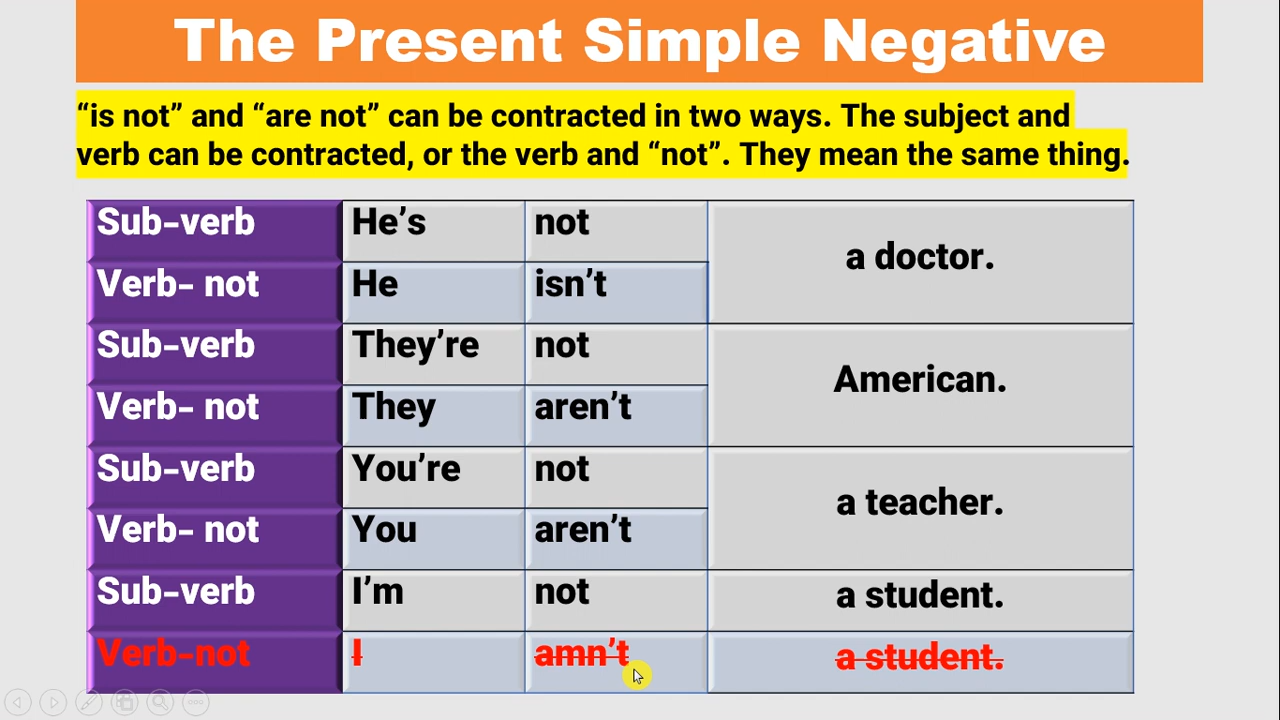 The Present Simple Negative
“is not” and “are not” can be contracted in two ways. The subject and
verb can be contracted, or the verb and “not”. They mean the same thing.
Sub-verb He’s not a doctor.
Verb- not He isn’t
Sub-verb They’re not American.
Verb- not They aren’t
Sub-verb You’re not a teacher.
Verb- not You aren’t
Sub-verb I’m not a student.
Verb-not I amn’t a student.